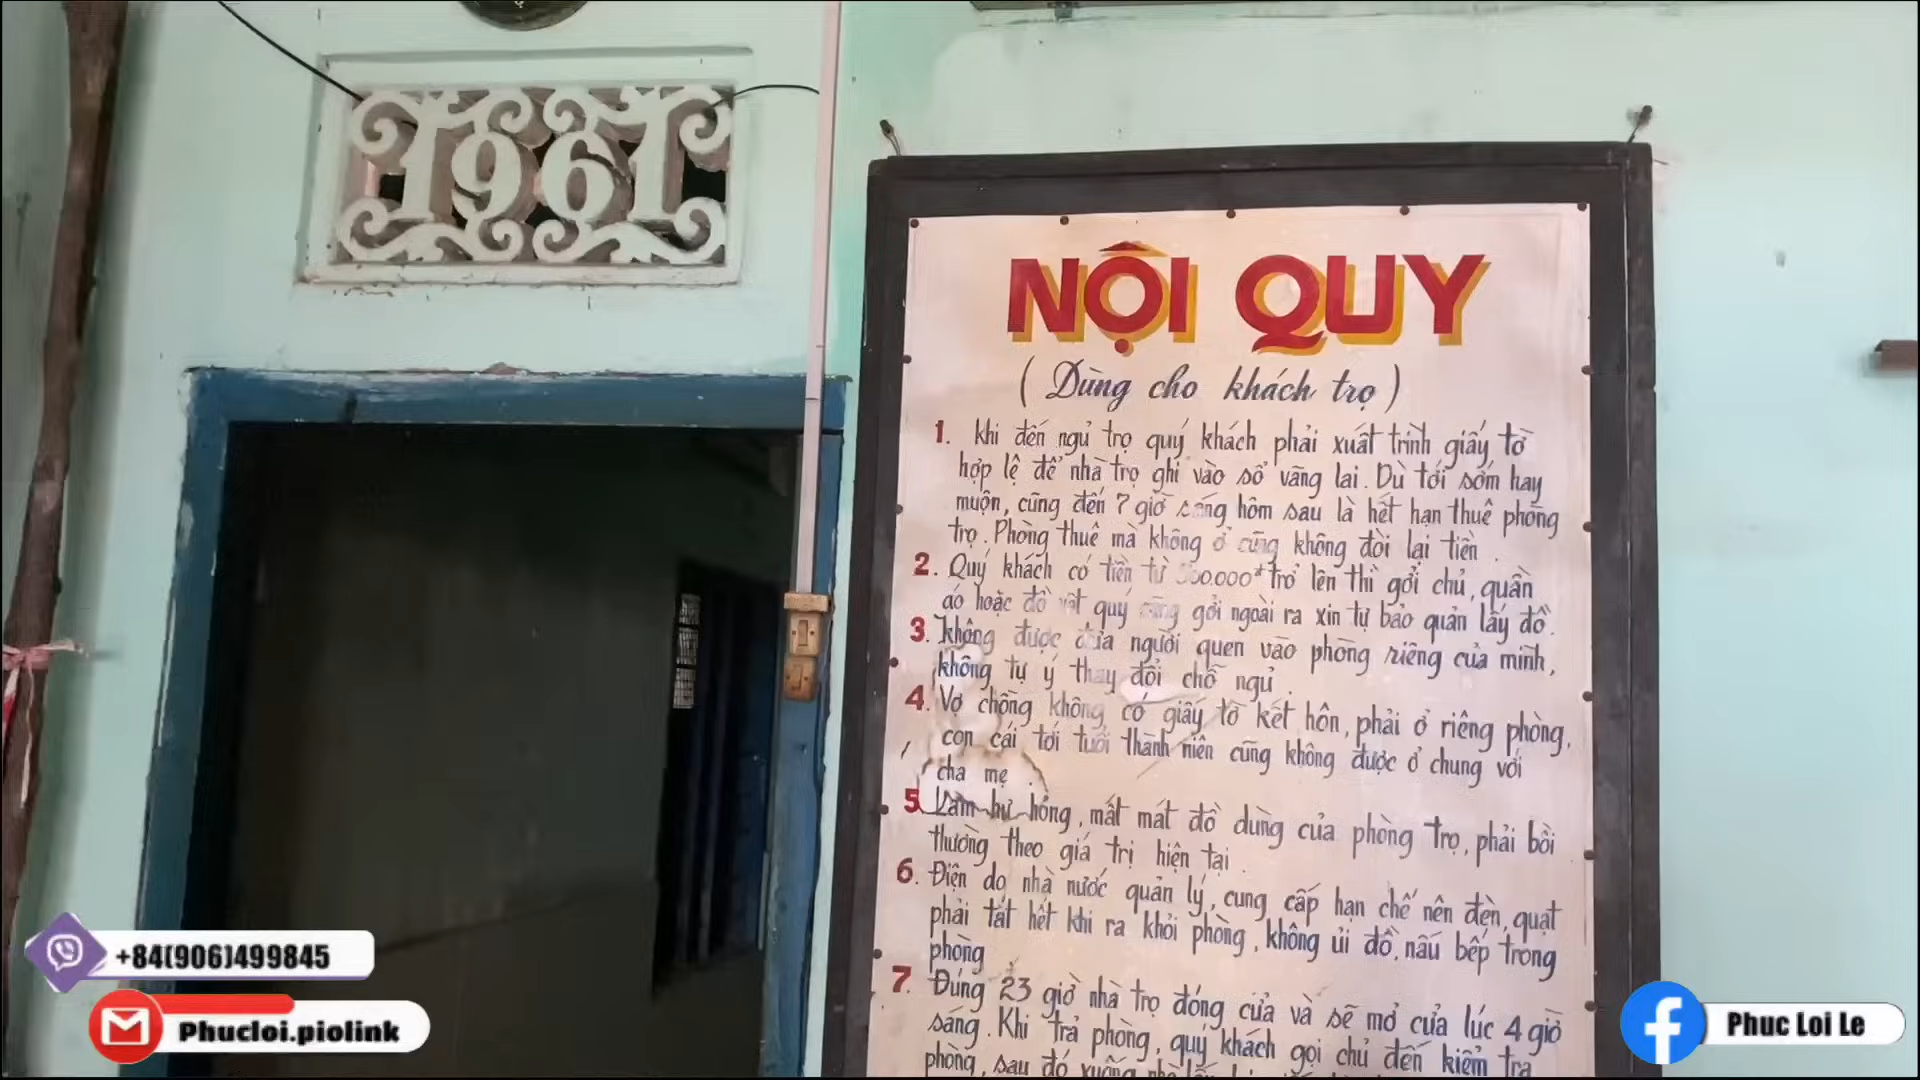 1961
NỘI QUY
( Dùng cho khách trọ )
1. Khi đến ngủ trọ quý khách phải xuất trình giấy tờ
hợp lệ để nhà trọ ghi vào sổ vãng lai. Dù tới sớm hay
muộn, cũng đến 7 giờ sáng hôm sau là hết hạn thuê phòng
trọ. Phòng thuê mà không ở cũng không đòi lại tiền.
2. Quý khách có tiền từ trở lên thì gởi chủ, quần
áo hoặc đồ vật quý cũng gởi ngoài ra xin tự bảo quản lấy đồ.
3. Không được đưa người quen vào phòng riêng của mình,
không tự ý thay đổi chỗ ngủ.
4. Vợ chồng không có giấy tờ kết hôn, phải ở riêng phòng,
con cái tới tuổi thành niên cũng không được ở chung với
cha mẹ.
5. Làm hư hỏng, mất mát đồ dùng của phòng trọ, phải bồi
thường theo giá trị hiện tại.
6. Điện do nhà nước quản lý, cung cấp hạn chế nên đèn, quạt
phải tắt hết khi ra khỏi phòng, không ủi đồ, nấu bếp trong
phòng
7. Đúng 23 giờ nhà trọ đóng cửa và sẽ mở cửa lúc 4 giờ
sáng. Khi trả phòng, quý khách gọi chủ đến kiểm tra
phòng, sau đó xuống
+84(906)499845
Phucloi.piolink
Phuc Loi Le